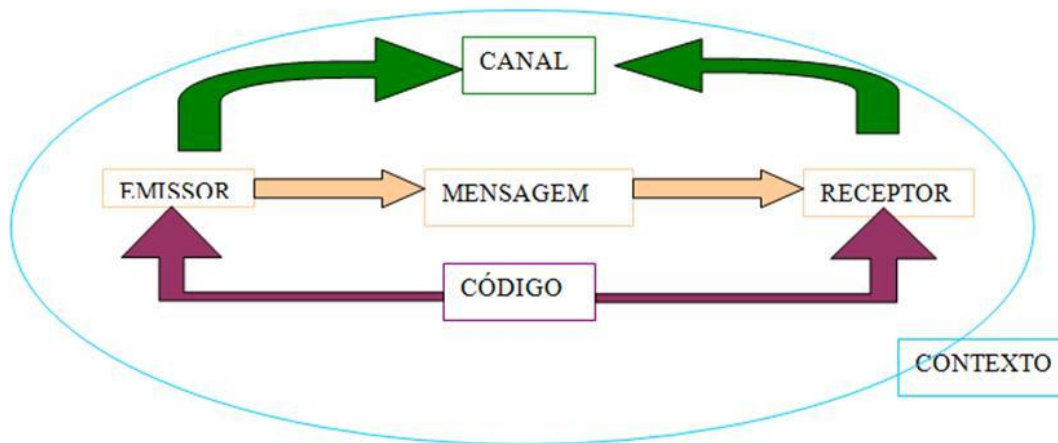 CANAL
EMISSOR
MENSAGEM
RECEPTOR
CÓDIGO
CONTEXTO